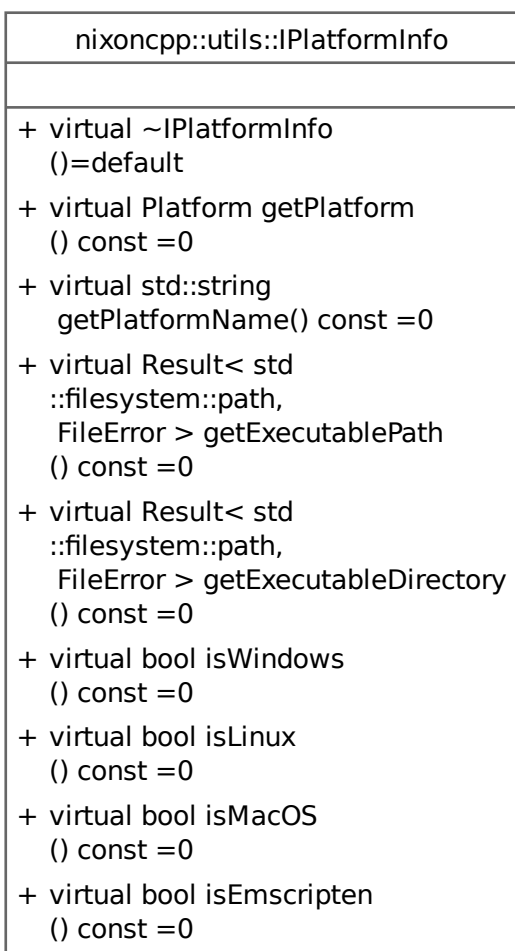 nixoncpp::utils::IPlatformInfo
+ virtual ~IPlatformInfo
()=default
+ virtual Platform getPlatform
() const =0
+ virtual std::string
getPlatformName() const =0
+ virtual Result< std
::filesystem::path,
FileError > getExecutablePath
() const =0
+ virtual Result< std
::filesystem::path,
FileError > getExecutableDirectory
() const =0
+ virtual bool isWindows
() const =0
+ virtual bool isLinux
() const =0
+ virtual bool isMacOS
() const =0
+ virtual bool isEmscripten
() const =0